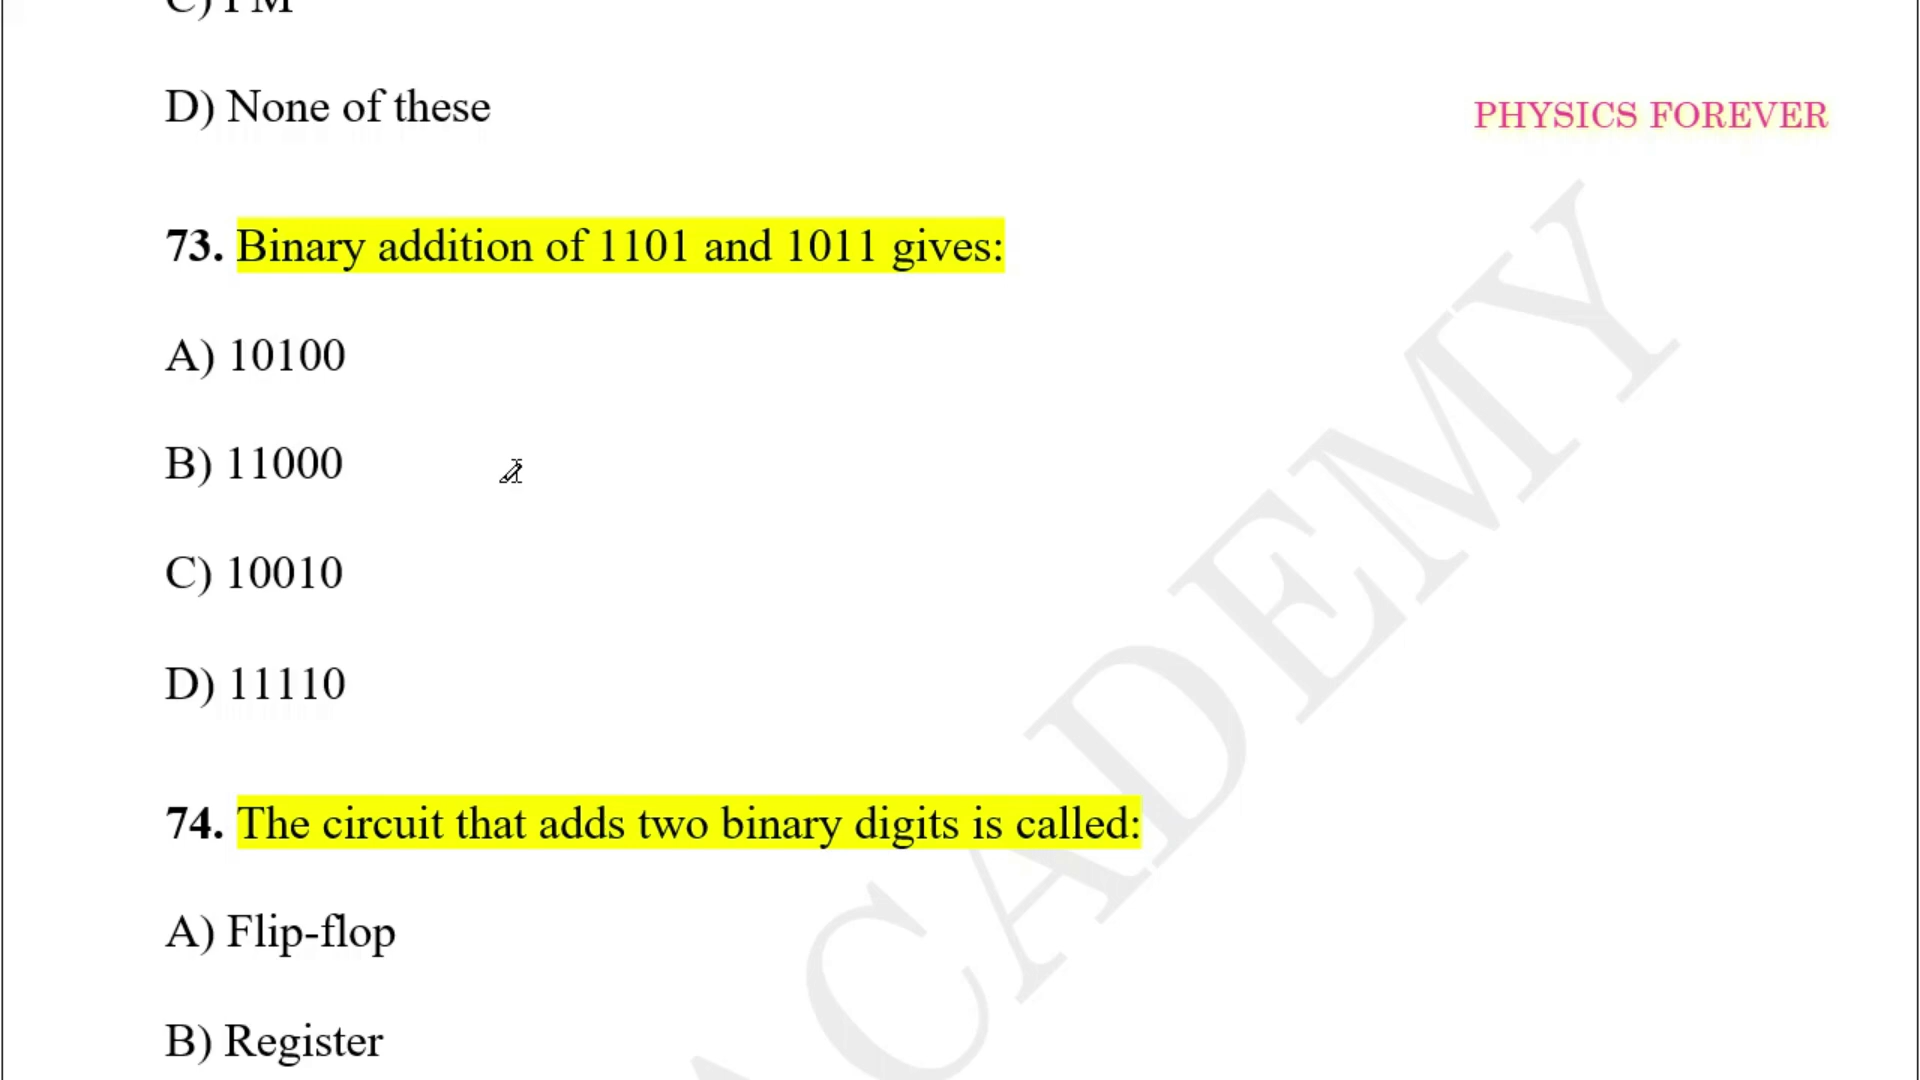 C) FM
D) None of these
PHYSICS FOREVER
73. Binary addition of 1101 and 1011 gives:
A) 10100
B) 11000
C) 10010
D) 11110
74. The circuit that adds two binary digits is called:
A) Flip-flop
B) Register
ACADEMY